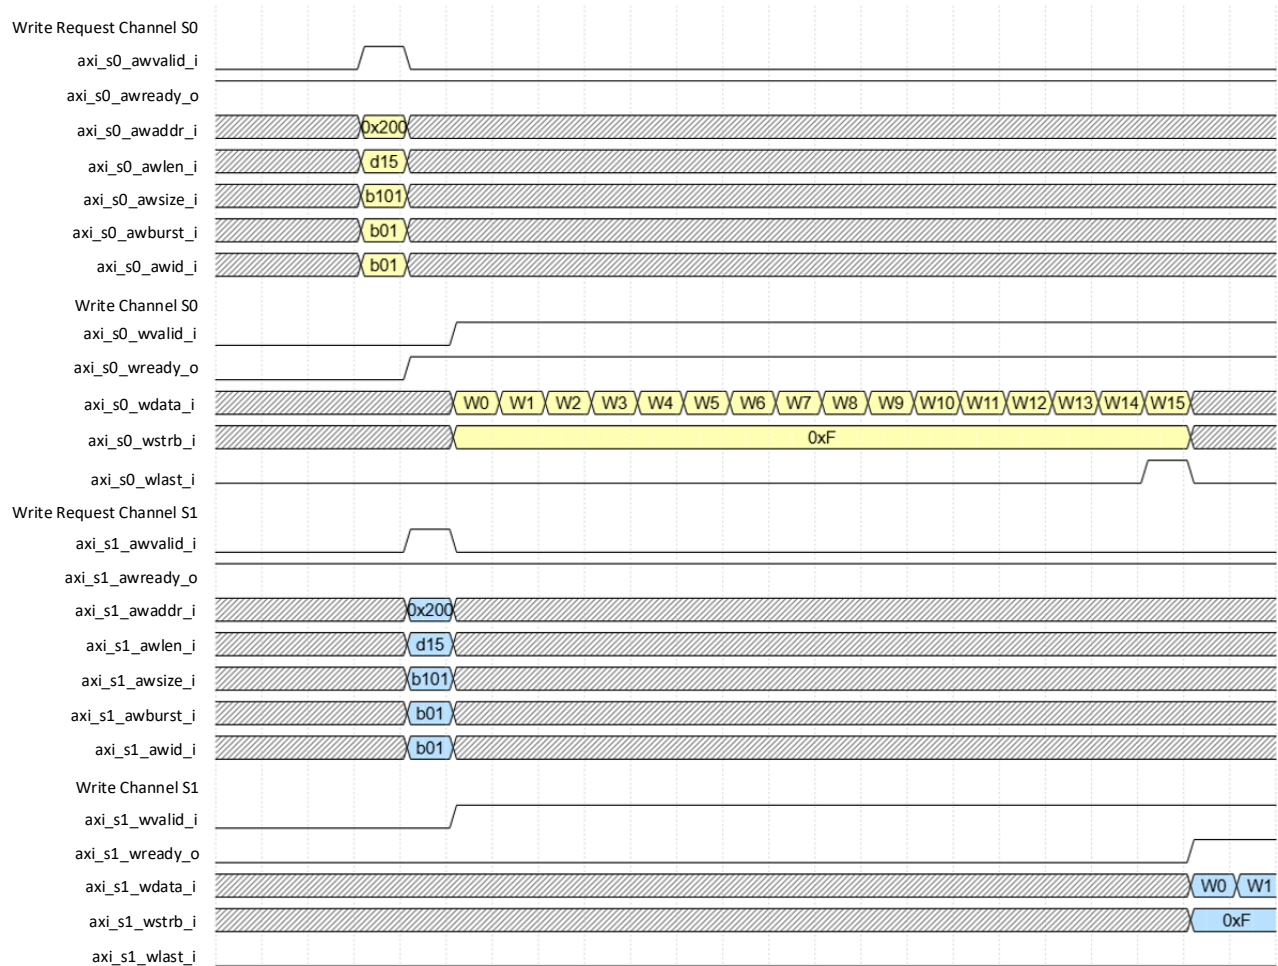 Write Request Channel S0
axi_s0_awvalid_i
axi_s0_awready_o
axi_s0_awaddr_i 0x200
axi_s0_awlen_i d15
axi_s0_awsize_i b101
axi_s0_awburst_i b01
axi_s0_awid_i b01
Write Channel S0
axi_s0_wvalid_i
axi_s0_wready_o
axi_s0_wdata_i W0 W1 W2 W3 W4 W5 W6 W7 W8 W9 W10 W11 W12 W13 W14 W15
axi_s0_wstrb_i 0xF
axi_s0_wlast_i
Write Request Channel S1
axi_s1_awvalid_i
axi_s1_awready_o
axi_s1_awaddr_i 0x200
axi_s1_awlen_i d15
axi_s1_awsize_i b101
axi_s1_awburst_i b01
axi_s1_awid_i b01
Write Channel S1
axi_s1_wvalid_i
axi_s1_wready_o
axi_s1_wdata_i W0 W1
axi_s1_wstrb_i 0xF
axi_s1_wlast_i